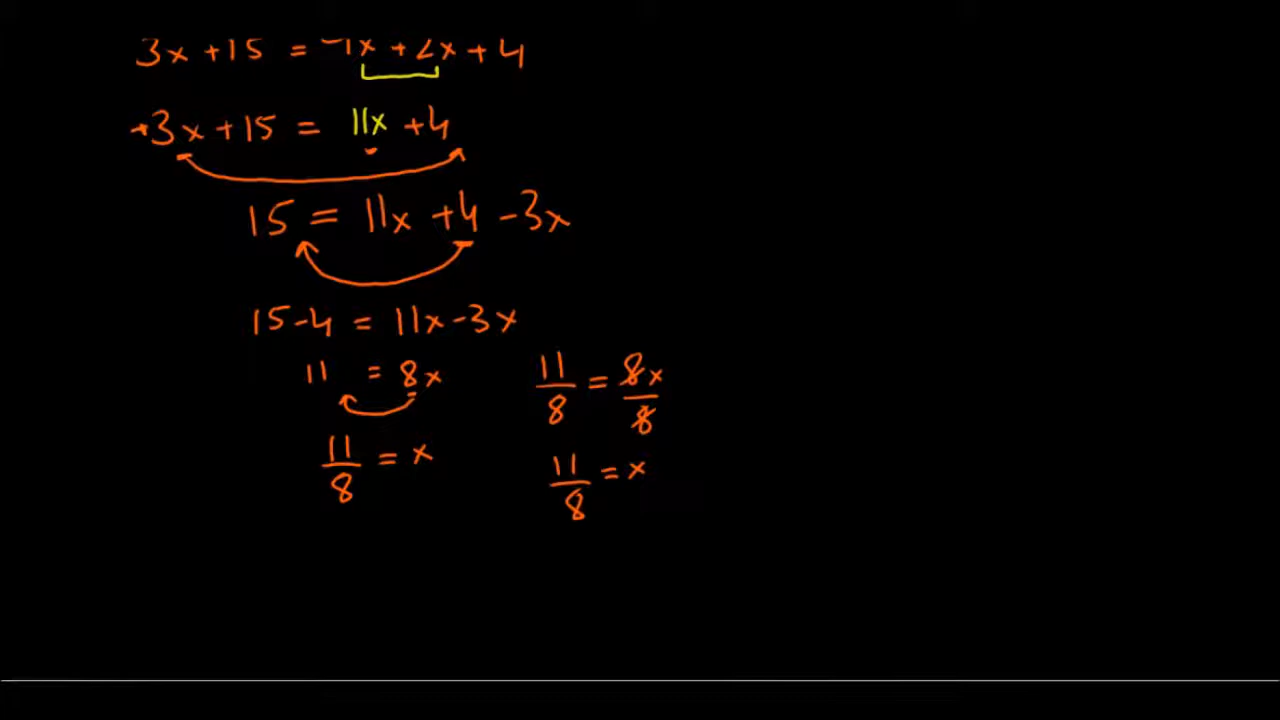 3x + 15 = x + 2x + 4
+3x + 15 = 11x + 4
15 = 11x + 4 - 3x
15 - 4 = 11x - 3x
11 = 8x
11/8 = x
11/8 = 8x/8
11/8 = x